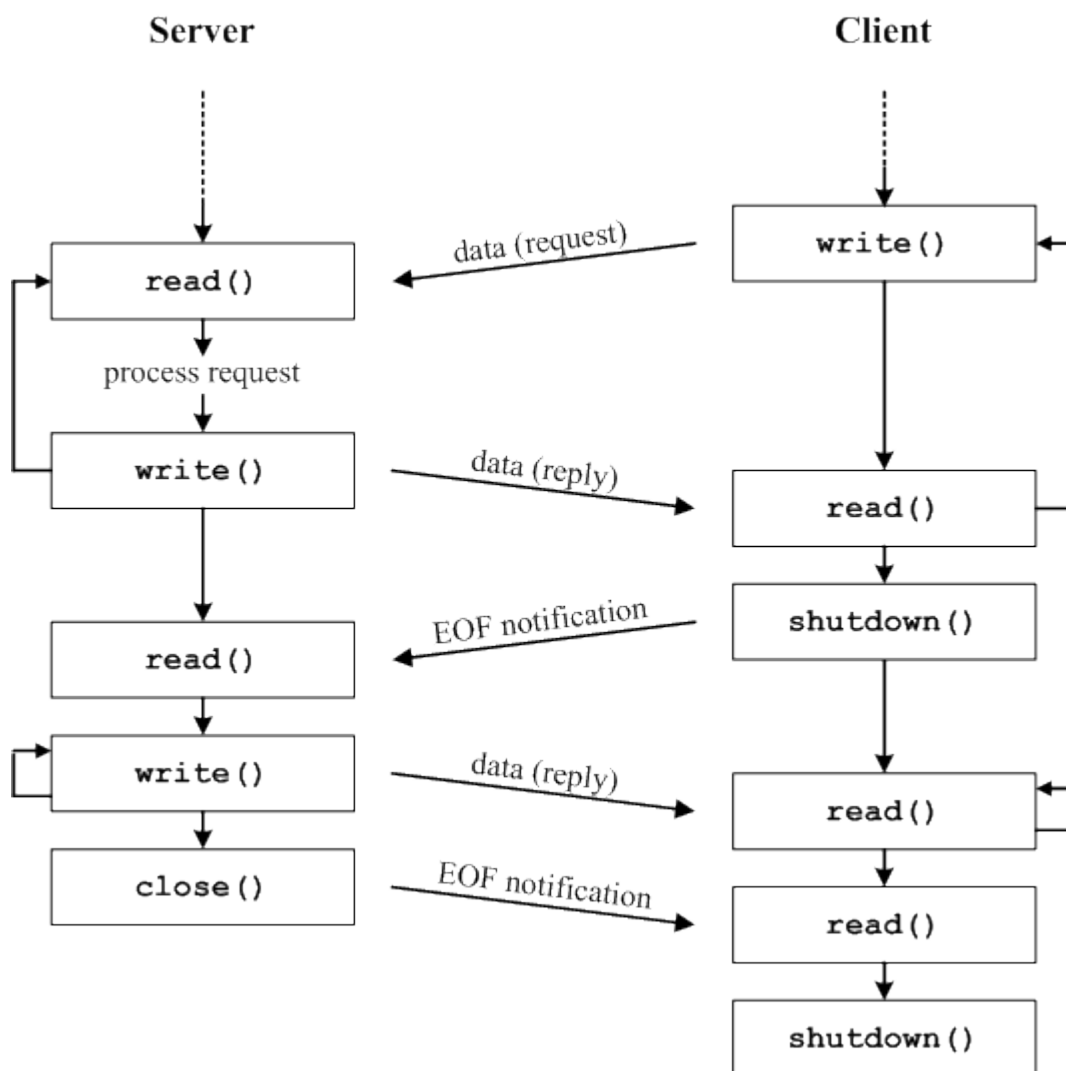 Server
Client
write()
data (request)
read()
process request
write()
data (reply)
read()
shutdown()
EOF notification
read()
write()
data (reply)
read()
close()
EOF notification
read()
shutdown()